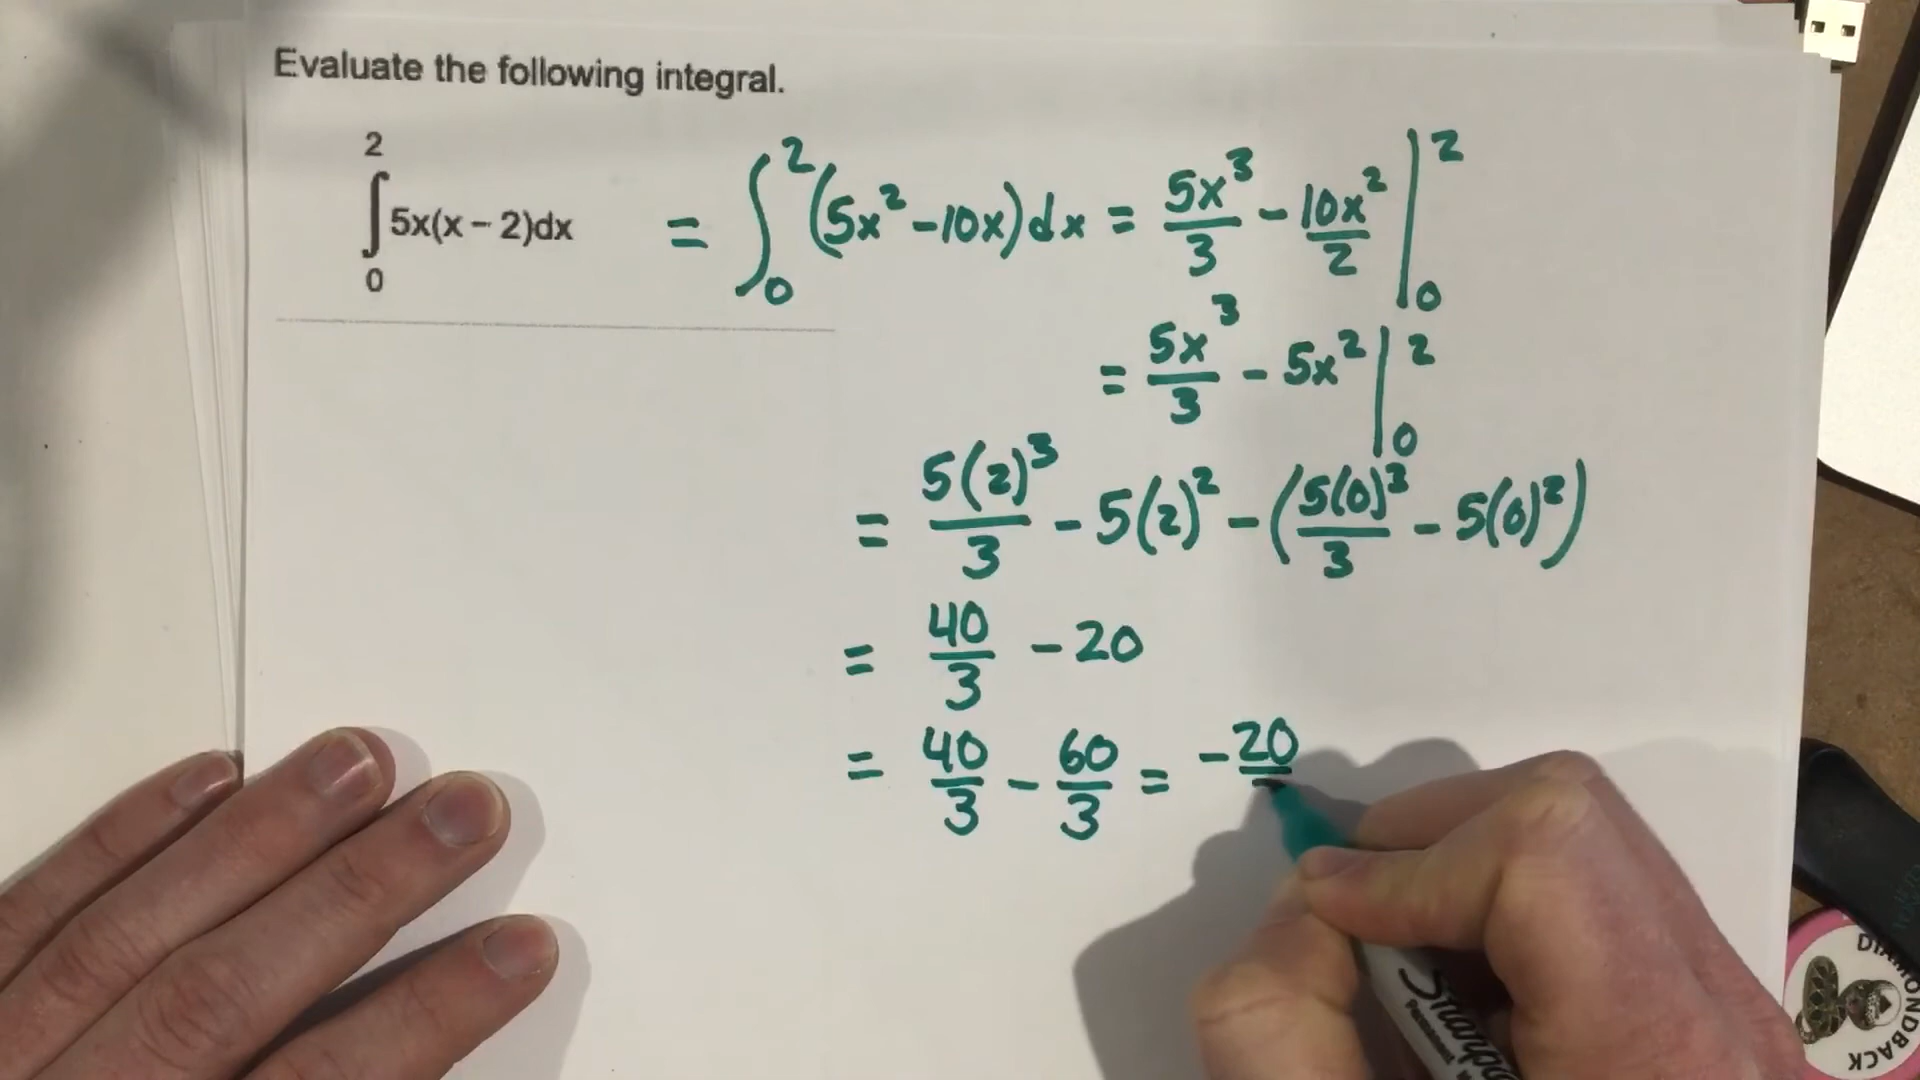 Evaluate the following integral.
∫₀² 5x(x − 2)dx = ∫₀² (5x² − 10x) dx = 5x³/3 − 10x²/2 |₀²
= 5x³/3 − 5x² |₀²
= 5(2)³/3 − 5(2)² − (5(0)³/3 − 5(0)²)
= 40/3 − 20
= 40/3 − 60/3 = −20/
Sharpie
DIAMONDBACK